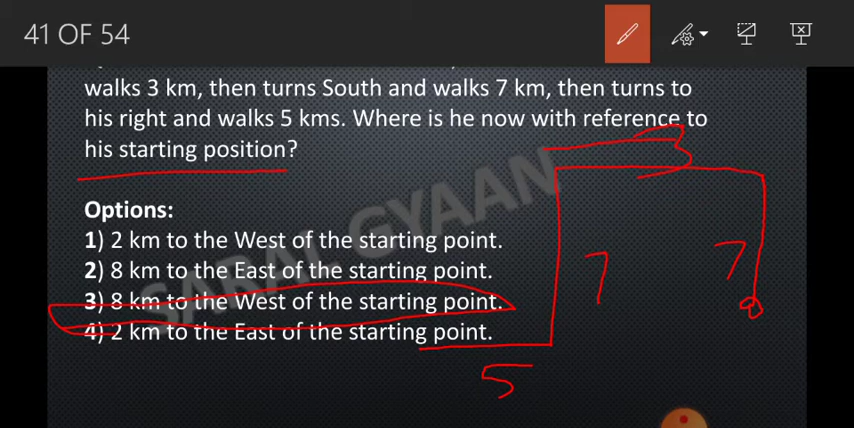 41 OF 54
walks 3 km, then turns South and walks 7 km, then turns to
his right and walks 5 kms. Where is he now with reference to
his starting position?
3
Options:
1) 2 km to the West of the starting point.
2) 8 km to the East of the starting point.
3) 8 km to the West of the starting point.
4) 2 km to the East of the starting point.
7 7
5
SARAL GYAAN